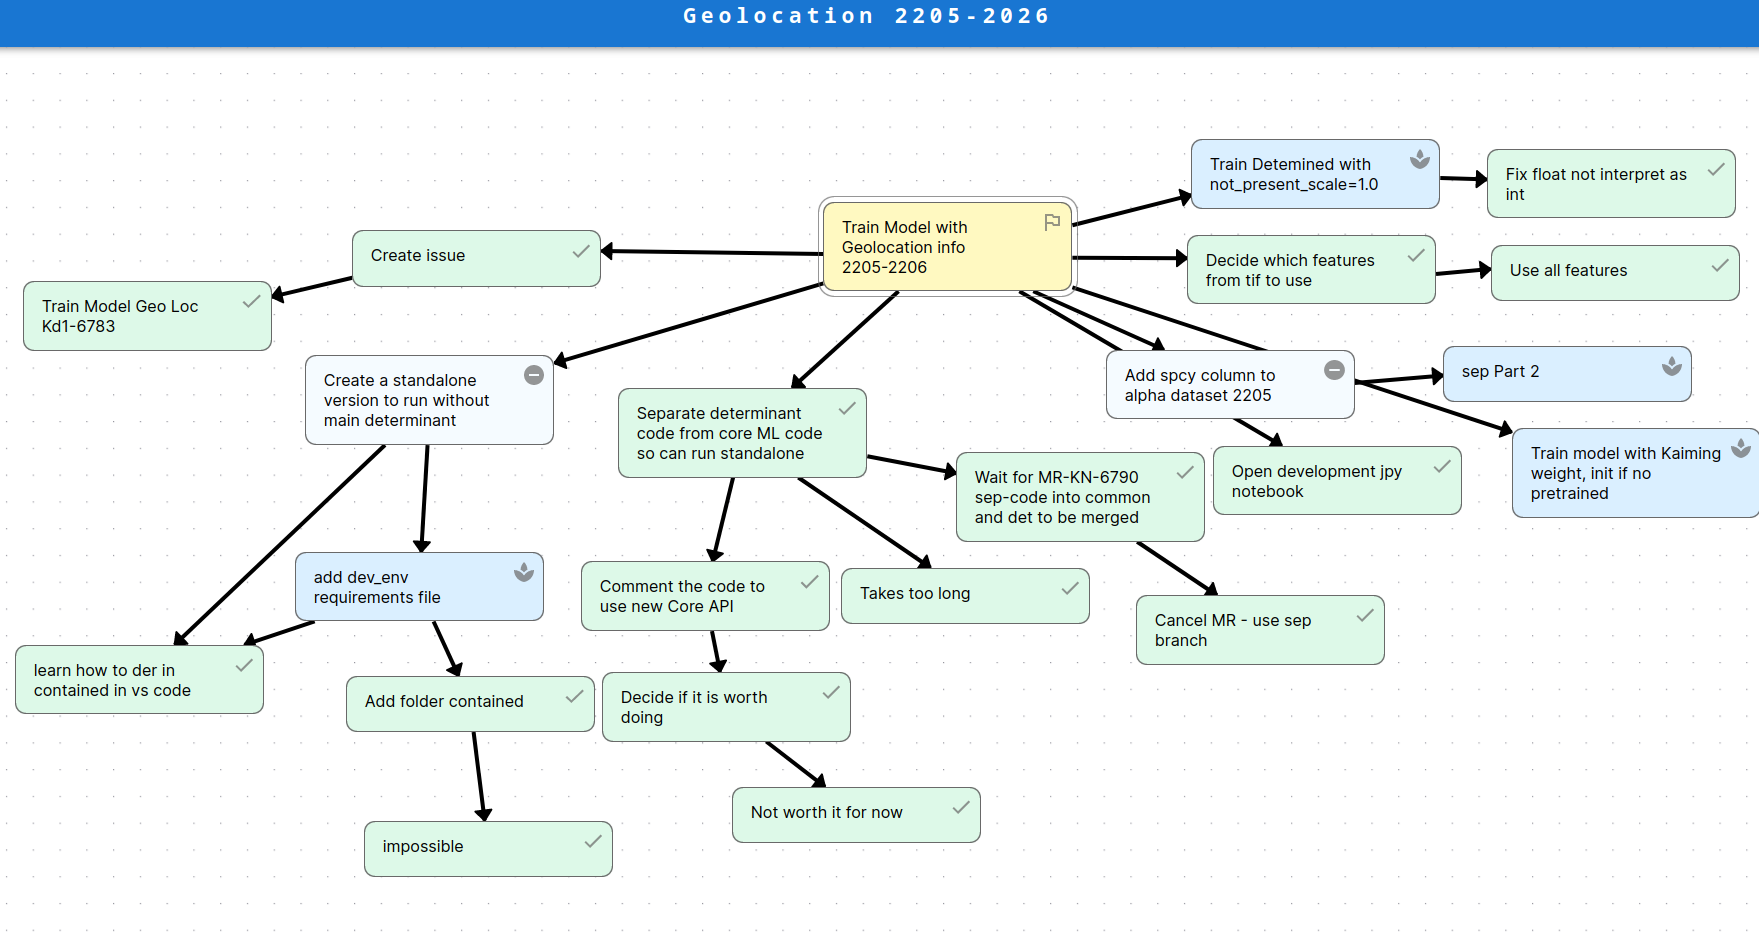 Geolocation 2205-2026
Train Detemined with
not_present_scale=1.0
Fix float not interpret as
int
Train Model with
Geolocation info
2205-2206
Create issue
Decide which features
from tif to use
Use all features
Train Model Geo Loc
Kd1-6783
Create a standalone
version to run without
main determinant
Separate determinant
code from core ML code
so can run standalone
Add spcy column to
alpha dataset 2205
sep Part 2
Train model with Kaiming
weight, init if no
pretrained
Wait for MR-KN-6790
sep-code into common
and det to be merged
Open development jpy
notebook
add dev_env
requirements file
Comment the code to
use new Core API
Takes too long
Cancel MR - use sep
branch
learn how to der in
contained in vs code
Add folder contained
Decide if it is worth
doing
Not worth it for now
impossible